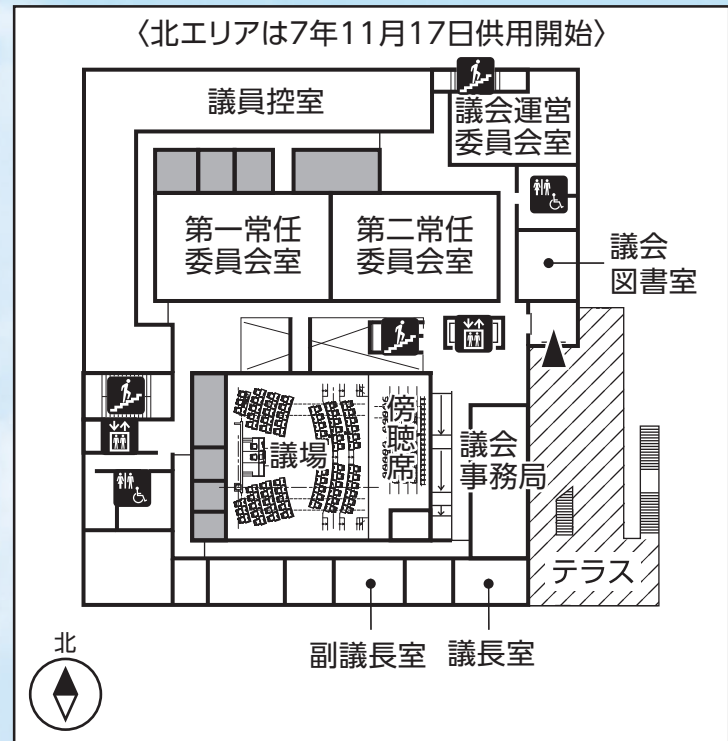 〈北エリアは7年11月17日供用開始〉
議員控室
議会運営
委員会室
第一常任
委員会室
第二常任
委員会室
議会
図書室
議場
傍聴席
議会
事務局
テラス
副議長室
議長室
北